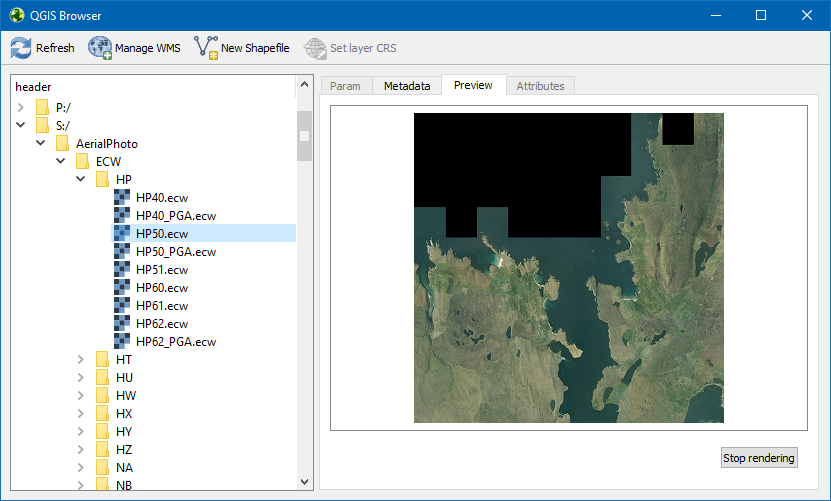 QGIS Browser
Refresh Manage WMS New Shapefile Set layer CRS
header
P:/
S:/
AerialPhoto
ECW
HP
HP40.ecw
HP40_PGA.ecw
HP50.ecw
HP50_PGA.ecw
HP51.ecw
HP60.ecw
HP61.ecw
HP62.ecw
HP62_PGA.ecw
HT
HU
HW
HX
HY
HZ
NA
NB
Param Metadata Preview Attributes
Stop rendering